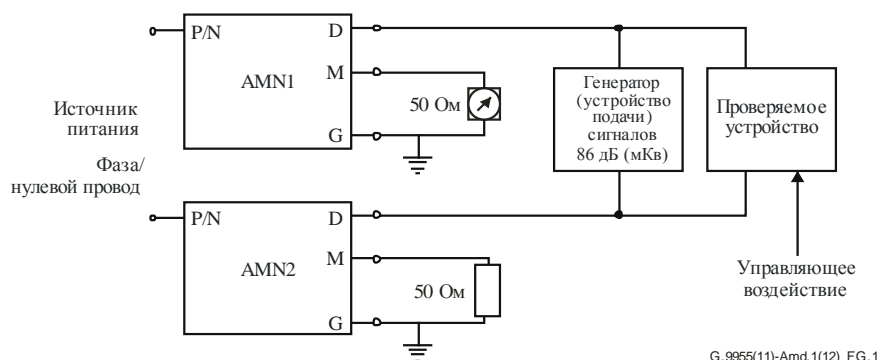 P/N
D
AMN1
M
50 Ом
G
Источник
питания
Фаза/
нулевой провод
Генератор
(устройство
подачи)
сигналов
86 дБ (мКв)
Проверяемое
устройство
P/N
D
AMN2
M
50 Ом
G
Управляющее
воздействие
G.9955(11)-Amd.1(12)_FG.1